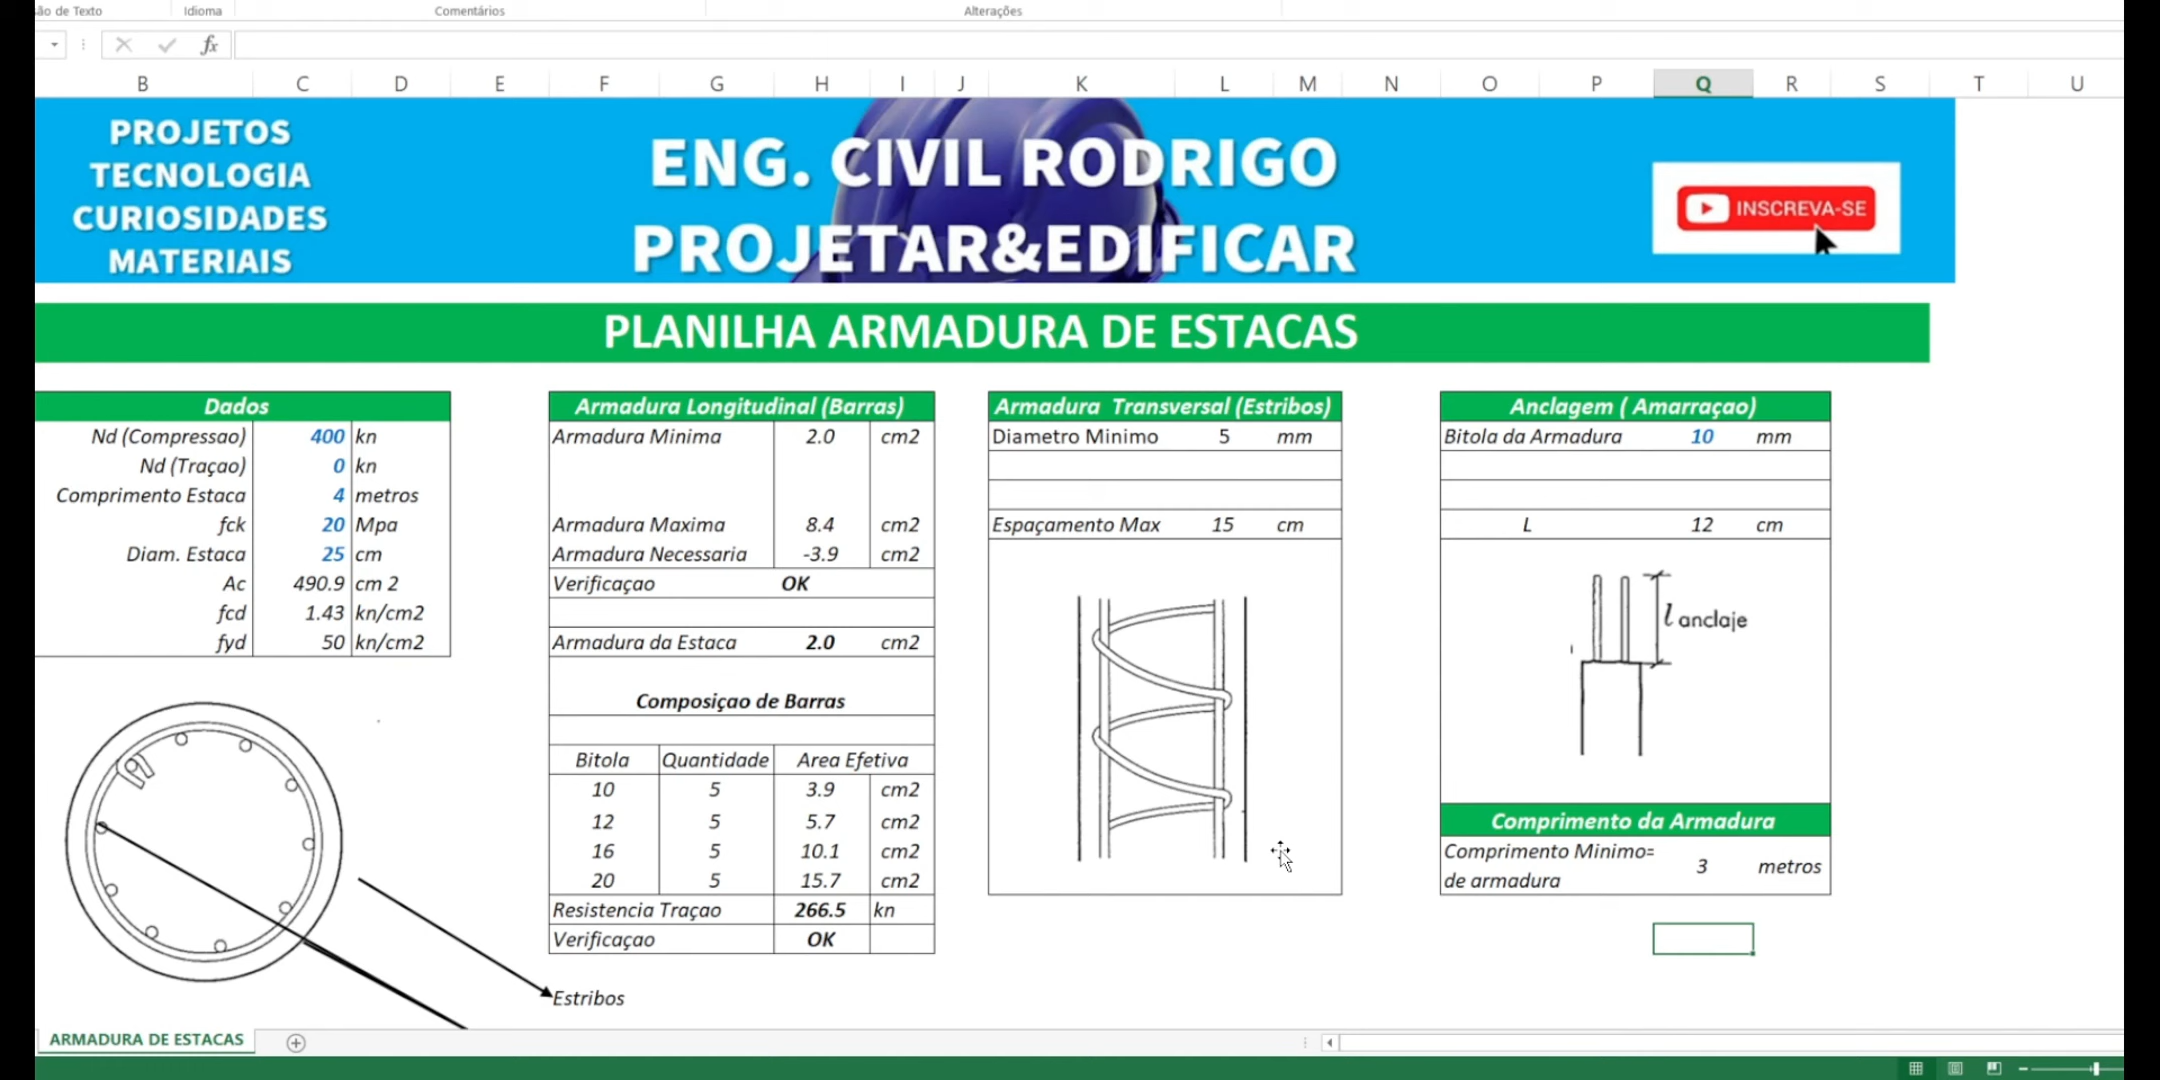 ão de Texto
Idioma
Comentários
Alterações
fx
B C D E F G H I J K L M N O P Q R S T U
PROJETOS
TECNOLOGIA
CURIOSIDADES
MATERIAIS
ENG. CIVIL RODRIGO
PROJETAR&EDIFICAR
INSCREVA-SE
PLANILHA ARMADURA DE ESTACAS
Dados
Nd (Compressao) 400 kn
Nd (Traçao) 0 kn
Comprimento Estaca 4 metros
fck 20 Mpa
Diam. Estaca 25 cm
Ac 490.9 cm 2
fcd 1.43 kn/cm2
fyd 50 kn/cm2
Armadura Longitudinal (Barras)
Armadura Minima 2.0 cm2
Armadura Maxima 8.4 cm2
Armadura Necessaria -3.9 cm2
Verificaçao OK
Armadura da Estaca 2.0 cm2
Composiçao de Barras
Bitola Quantidade Area Efetiva
10 5 3.9 cm2
12 5 5.7 cm2
16 5 10.1 cm2
20 5 15.7 cm2
Resistencia Traçao 266.5 kn
Verificaçao OK
Estribos
Armadura Transversal (Estribos)
Diametro Minimo 5 mm
Espaçamento Max 15 cm
Anclagem ( Amarraçao)
Bitola da Armadura 10 mm
L 12 cm
l anclaje
Comprimento da Armadura
Comprimento Minimo=
de armadura 3 metros
ARMADURA DE ESTACAS